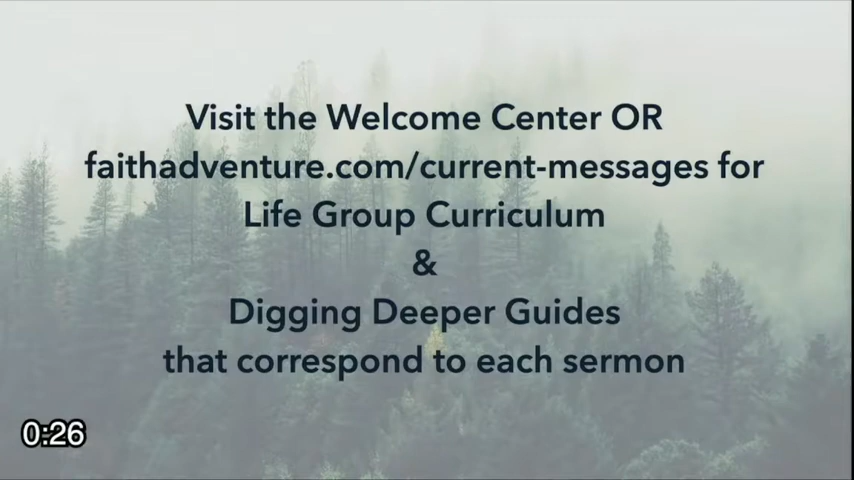 Visit the Welcome Center OR
faithadventure.com/current-messages for
Life Group Curriculum
&
Digging Deeper Guides
that correspond to each sermon
0:26